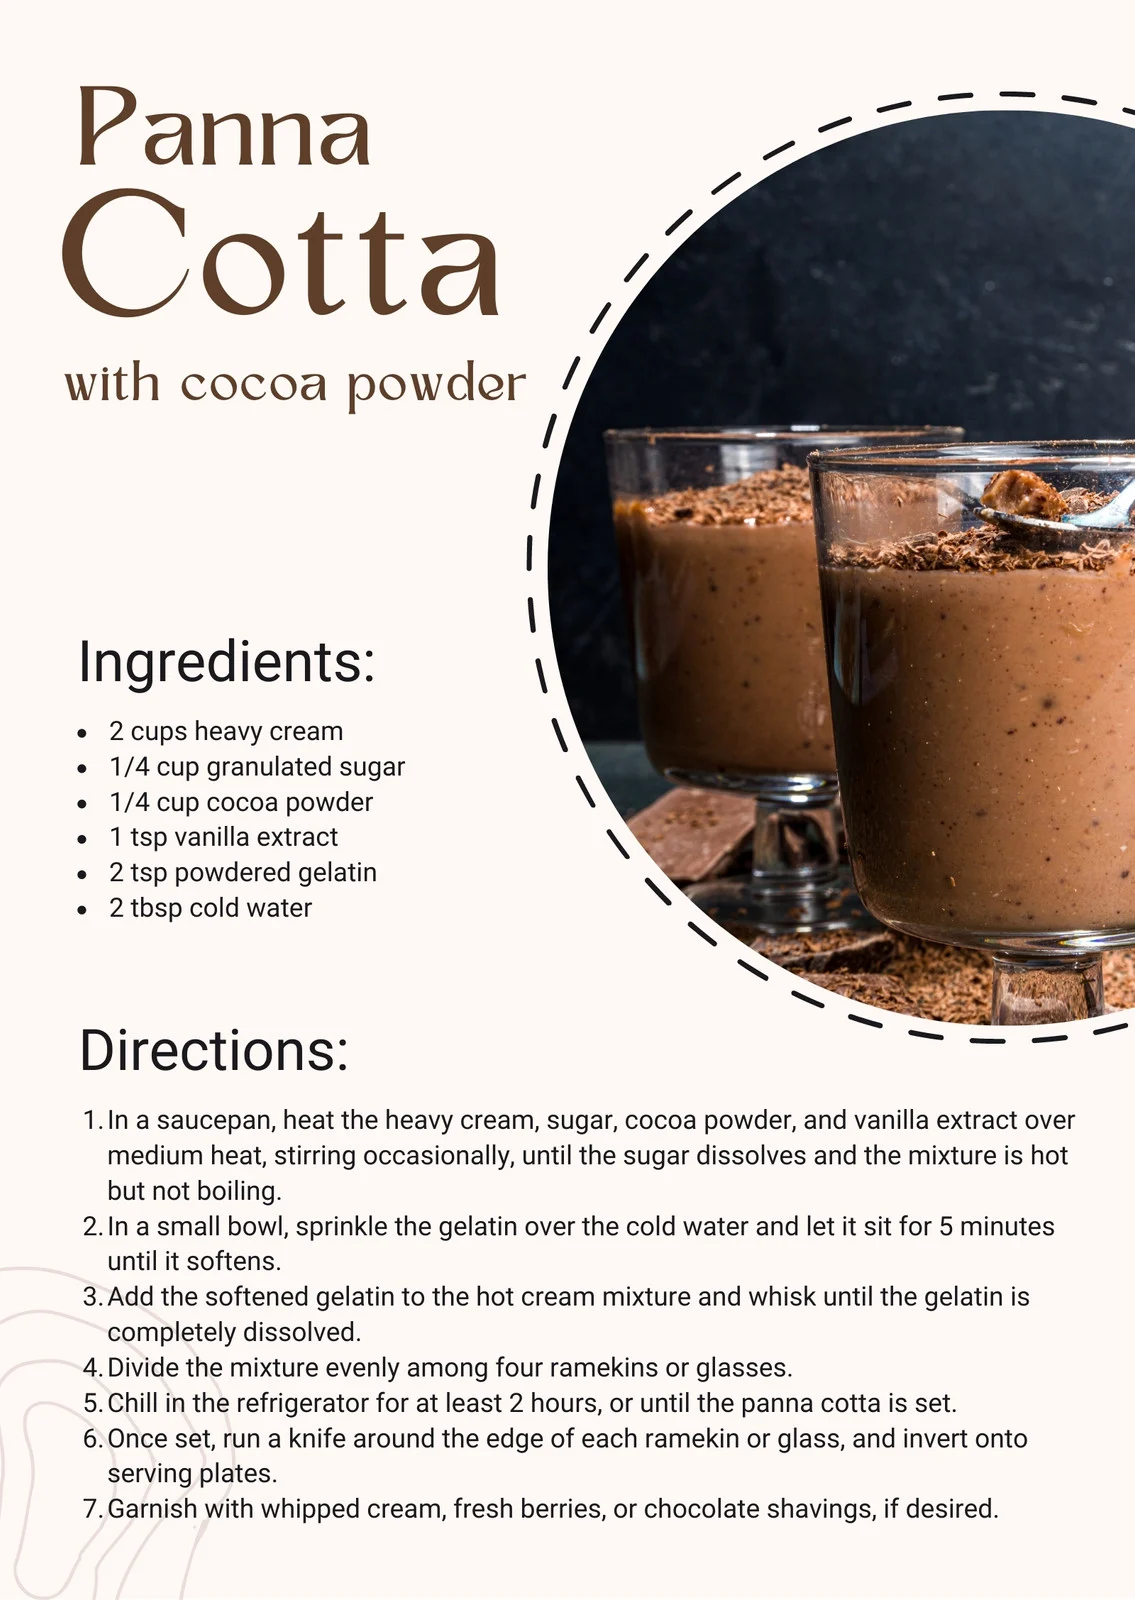 Panna
Cotta
with cocoa powder
Ingredients:
• 2 cups heavy cream
• 1/4 cup granulated sugar
• 1/4 cup cocoa powder
• 1 tsp vanilla extract
• 2 tsp powdered gelatin
• 2 tbsp cold water
Directions:
1. In a saucepan, heat the heavy cream, sugar, cocoa powder, and vanilla extract over
medium heat, stirring occasionally, until the sugar dissolves and the mixture is hot
but not boiling.
2. In a small bowl, sprinkle the gelatin over the cold water and let it sit for 5 minutes
until it softens.
3. Add the softened gelatin to the hot cream mixture and whisk until the gelatin is
completely dissolved.
4. Divide the mixture evenly among four ramekins or glasses.
5. Chill in the refrigerator for at least 2 hours, or until the panna cotta is set.
6. Once set, run a knife around the edge of each ramekin or glass, and invert onto
serving plates.
7. Garnish with whipped cream, fresh berries, or chocolate shavings, if desired.